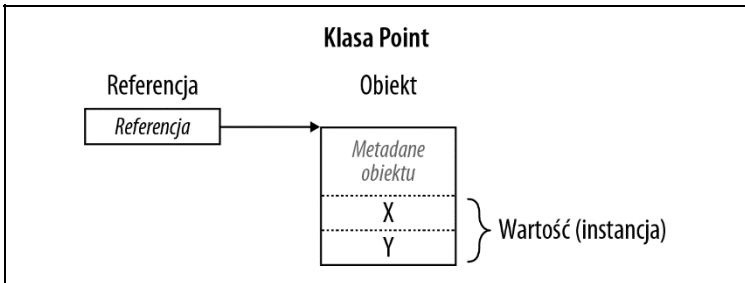 Klasa Point
Referencja
Obiekt
Referencja
Metadane
obiektu
X
Y
Wartość (instancja)